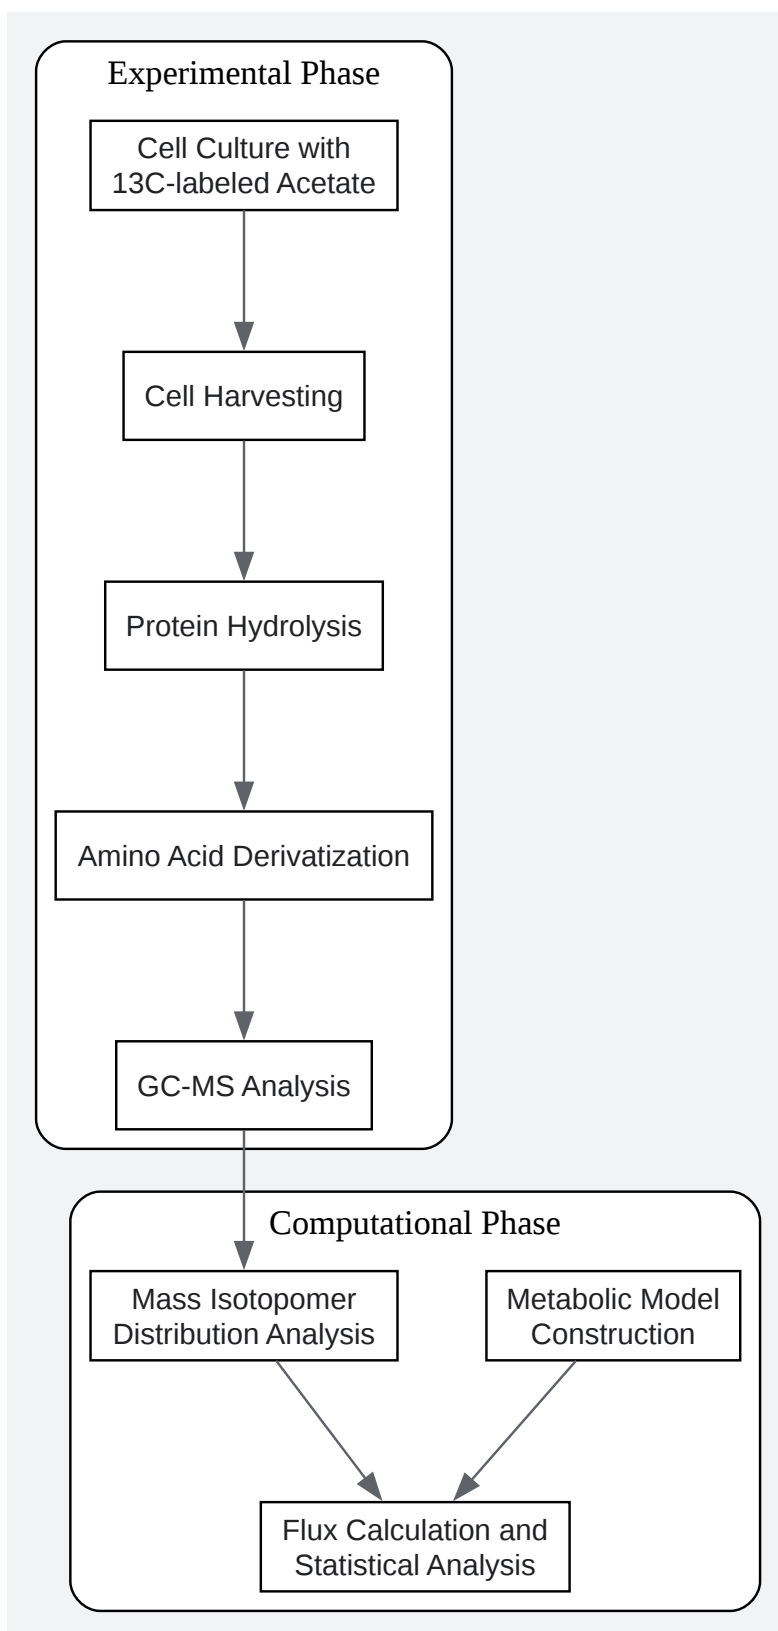 Experimental Phase
Cell Culture with
13C-labeled Acetate
Cell Harvesting
Protein Hydrolysis
Amino Acid Derivatization
GC-MS Analysis
Computational Phase
Mass Isotopomer
Distribution Analysis
Metabolic Model
Construction
Flux Calculation and
Statistical Analysis